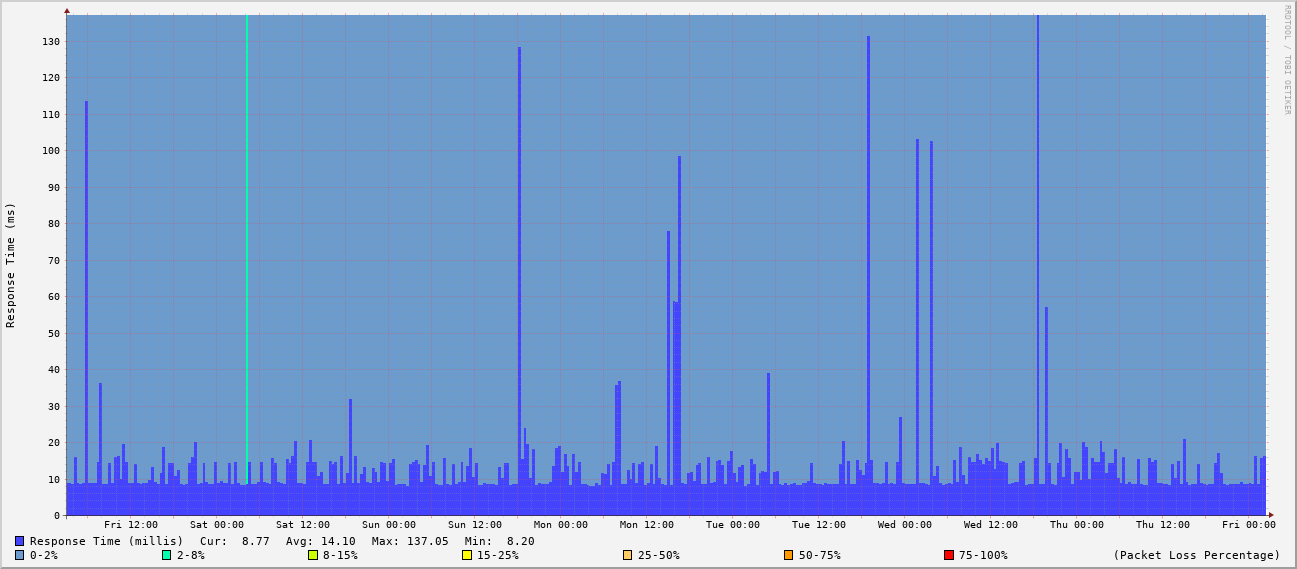 RRDTOOL / TOBI OETIKER
Response Time (ms)
130
120
110
100
90
80
70
60
50
40
30
20
10
0
Fri 12:00 Sat 00:00 Sat 12:00 Sun 00:00 Sun 12:00 Mon 00:00 Mon 12:00 Tue 00:00 Tue 12:00 Wed 00:00 Wed 12:00 Thu 00:00 Thu 12:00 Fri 00:00
Response Time (millis) Cur: 8.77 Avg: 14.10 Max: 137.05 Min: 8.20
0-2% 2-8% 8-15% 15-25% 25-50% 50-75% 75-100% (Packet Loss Percentage)